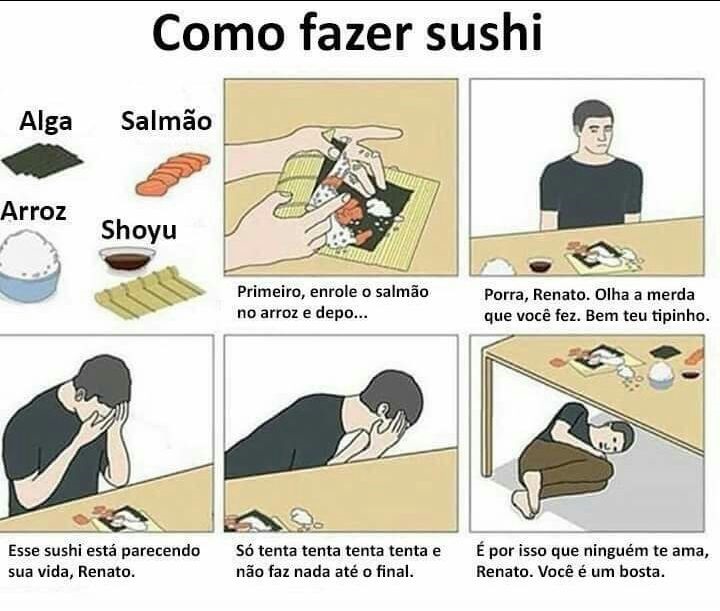 Como fazer sushi
Alga
Salmão
Arroz
Shoyu
Primeiro, enrole o salmão
no arroz e depo...
Porra, Renato. Olha a merda
que você fez. Bem teu tipinho.
Esse sushi está parecendo
sua vida, Renato.
Só tenta tenta tenta tenta e
não faz nada até o final.
É por isso que ninguém te ama,
Renato. Você é um bosta.